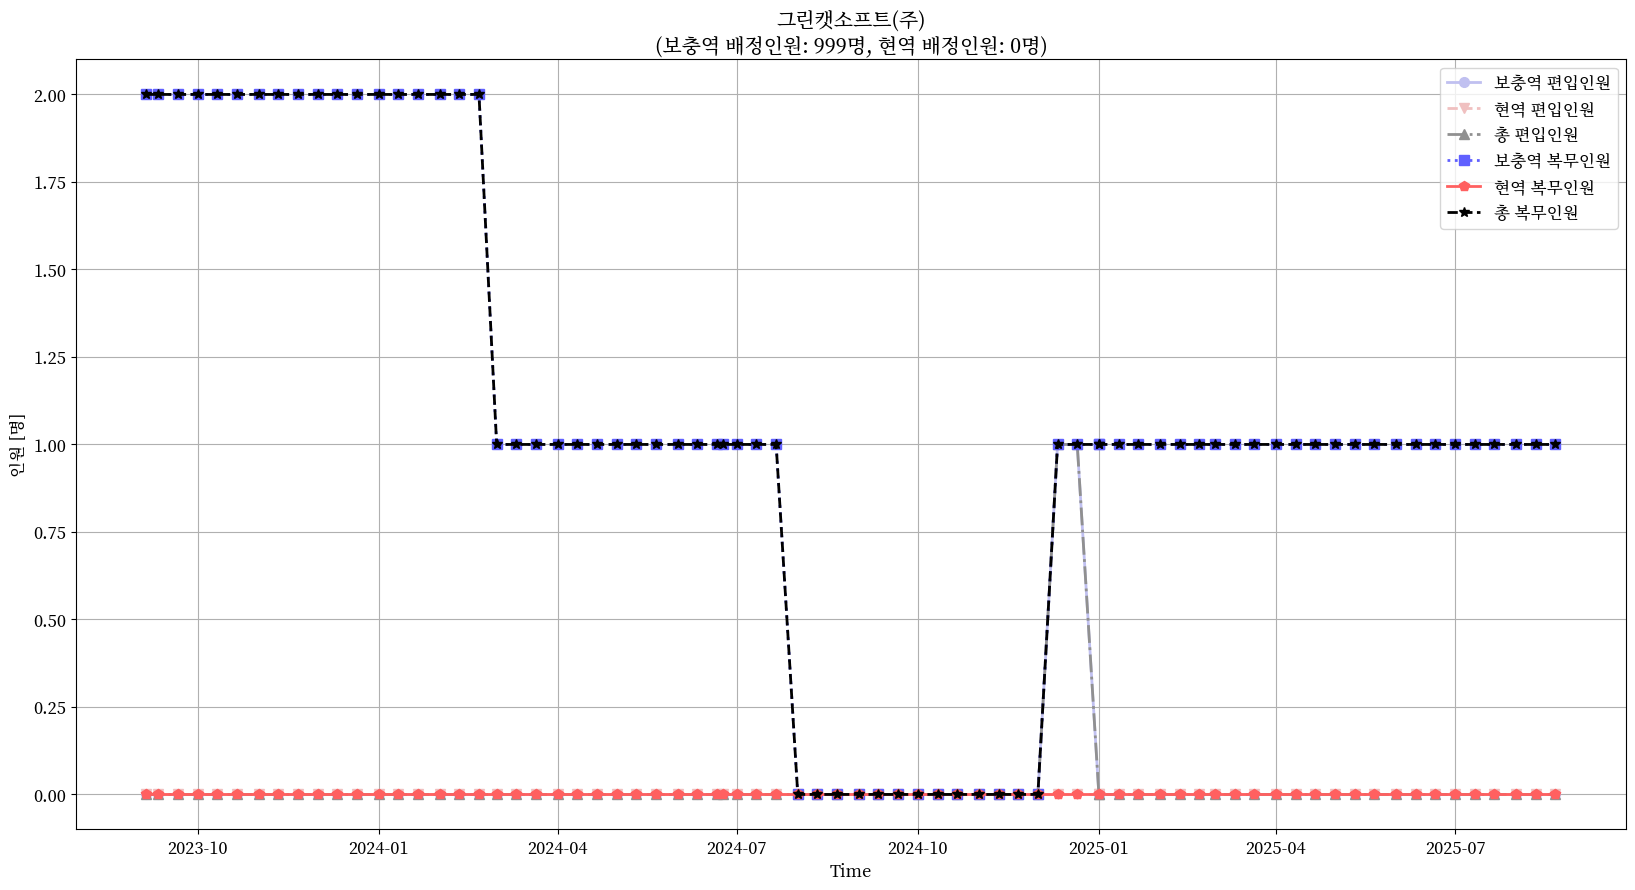 그린캣소프트(주)
(보충역 배정인원: 999명, 현역 배정인원: 0명)
보충역 편입인원
현역 편입인원
총 편입인원
보충역 복무인원
현역 복무인원
총 복무인원
인원 [명]
2.00
1.75
1.50
1.25
1.00
0.75
0.50
0.25
0.00
2023-10 2024-01 2024-04 2024-07 2024-10 2025-01 2025-04 2025-07
Time